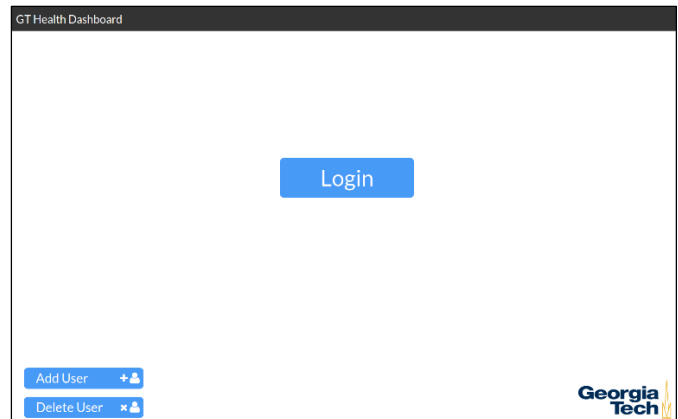 GT Health Dashboard
Login
Add User
Delete User
Georgia
Tech